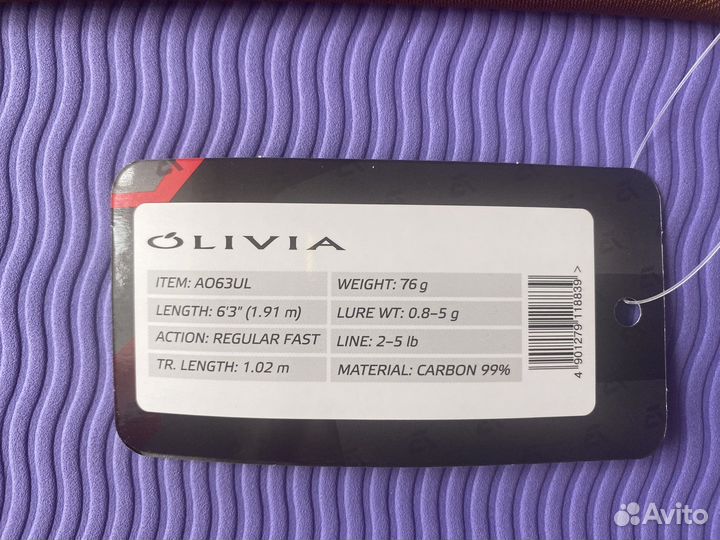 ÓLIVIA
ITEM: AO63UL
LENGTH: 6'3" (1.91 m)
ACTION: REGULAR FAST
TR. LENGTH: 1.02 m
WEIGHT: 76 g
LURE WT: 0.8–5 g
LINE: 2–5 lb
MATERIAL: CARBON 99%
4 901279 118839 >
Avito